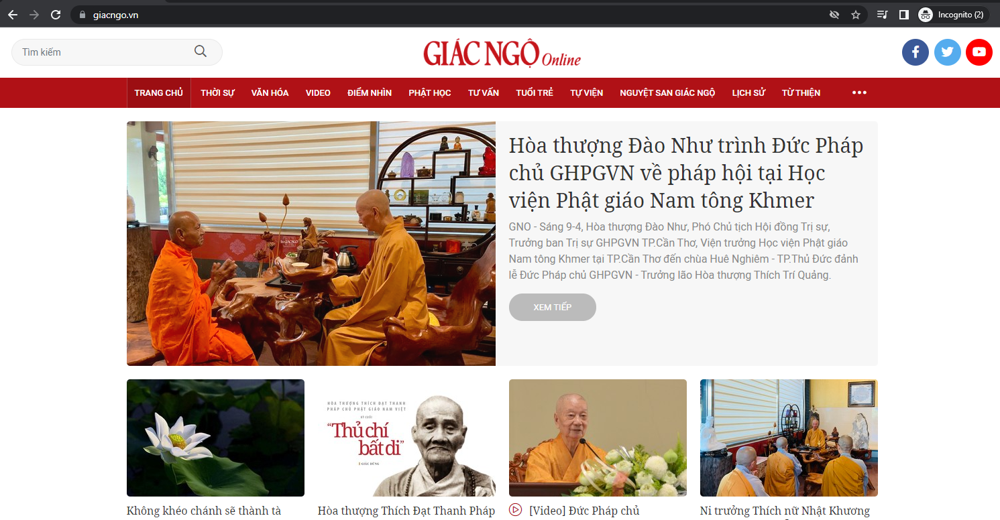 giacngo.vn
Incognito (2)
Tìm kiếm
GIÁC NGỘ Online
TRANG CHỦ THỜI SỰ VĂN HÓA VIDEO ĐIỂM NHÌN PHẬT HỌC TƯ VẤN TUỔI TRẺ TỰ VIỆN NGUYỆT SAN GIÁC NGỘ LỊCH SỬ TỪ THIỆN
Hòa thượng Đào Như trình Đức Pháp
chủ GHPGVN về pháp hội tại Học
viện Phật giáo Nam tông Khmer
GNO - Sáng 9-4, Hòa thượng Đào Như, Phó Chủ tịch Hội đồng Trị sự,
Trưởng ban Trị sự GHPGVN TP.Cần Thơ, Viện trưởng Học viện Phật giáo
Nam tông Khmer tại TP.Cần Thơ đến chùa Huê Nghiêm - TP.Thủ Đức đảnh
lễ Đức Pháp chủ GHPGVN - Trưởng lão Hòa thượng Thích Trí Quảng.
XEM TIẾP
GIÁC NGỘ
HÒA THƯỢNG THÍCH ĐẠT THANH
PHÁP CHỦ PHẬT GIÁO NAM VIỆT
KỲ CUỐI
“Thủ chí
bất di”
GIÁC DŨNG
Không khéo chánh sẽ thành tà
Hòa thượng Thích Đạt Thanh Pháp
[Video] Đức Pháp chủ
Ni trưởng Thích nữ Nhật Khương